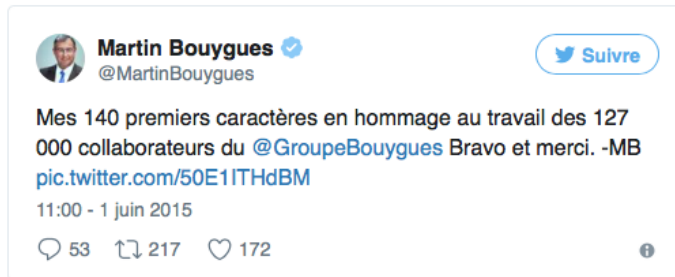 Martin Bouygues
@MartinBouygues
Suivre
Mes 140 premiers caractères en hommage au travail des 127
000 collaborateurs du @GroupeBouygues Bravo et merci. -MB
pic.twitter.com/50E1ITHdBM
11:00 - 1 juin 2015
53 217 172